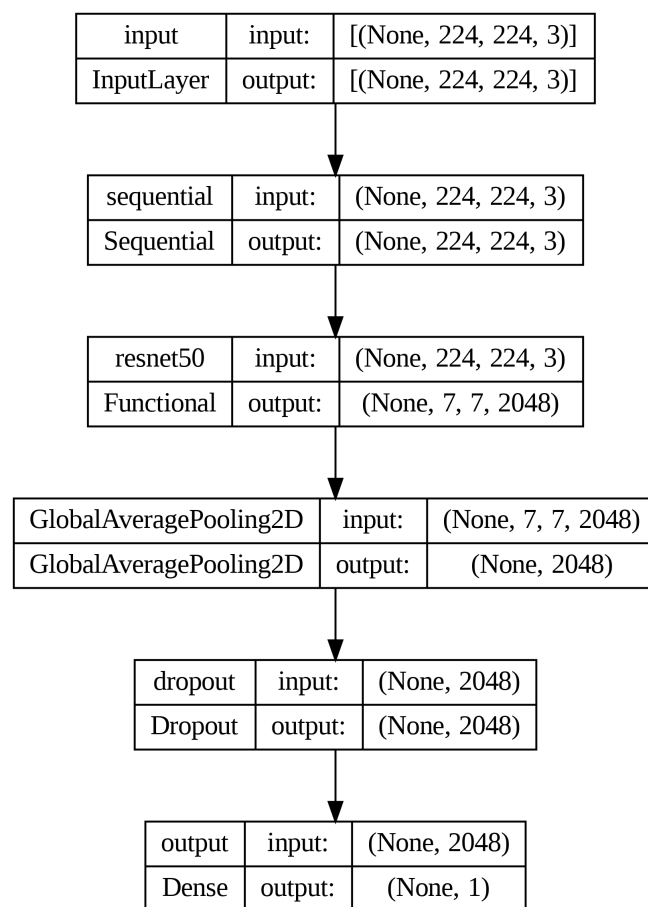 input input: [(None, 224, 224, 3)]
InputLayer output: [(None, 224, 224, 3)]
sequential input: (None, 224, 224, 3)
Sequential output: (None, 224, 224, 3)
resnet50 input: (None, 224, 224, 3)
Functional output: (None, 7, 7, 2048)
GlobalAveragePooling2D input: (None, 7, 7, 2048)
GlobalAveragePooling2D output: (None, 2048)
dropout input: (None, 2048)
Dropout output: (None, 2048)
output input: (None, 2048)
Dense output: (None, 1)